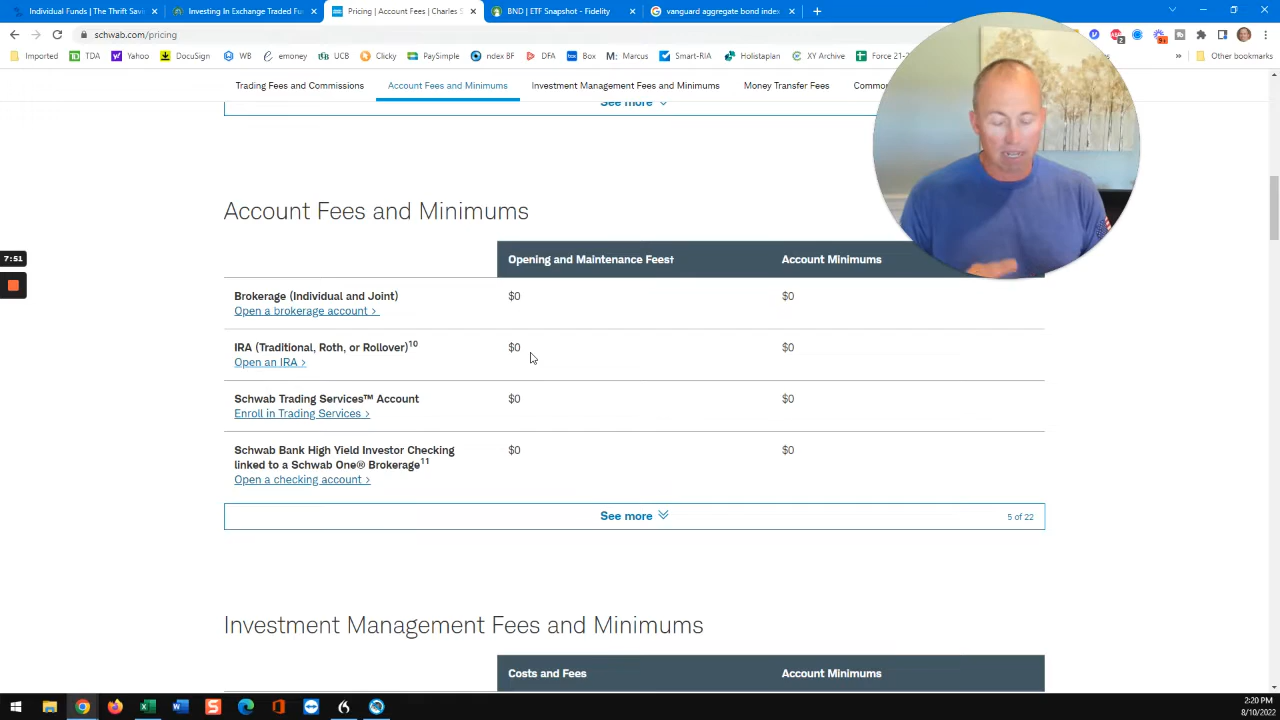 Individual Funds | The Thrift Savi
Investing In Exchange Traded Fu
Pricing | Account Fees | Charles S
BND | ETF Snapshot - Fidelity
vanguard aggregate bond index
schwab.com/pricing
Imported
TDA
Yahoo
DocuSign
WB
emoney
UCB
Clicky
PaySimple
ndex BF
DFA
Box
Marcus
Smart-RIA
Holistaplan
XY Archive
Force 21-2
Other bookmarks
Trading Fees and Commissions
Account Fees and Minimums
Investment Management Fees and Minimums
Money Transfer Fees
Commo
See more
Account Fees and Minimums
Opening and Maintenance Fees† Account Minimums
7:51
Brokerage (Individual and Joint) $0 $0
Open a brokerage account >
IRA (Traditional, Roth, or Rollover)10 $0 $0
Open an IRA >
Schwab Trading Services™ Account $0 $0
Enroll in Trading Services >
Schwab Bank High Yield Investor Checking $0 $0
linked to a Schwab One® Brokerage11
Open a checking account >
See more 5 of 22
Investment Management Fees and Minimums
Costs and Fees Account Minimums
2:20 PM
8/10/2022